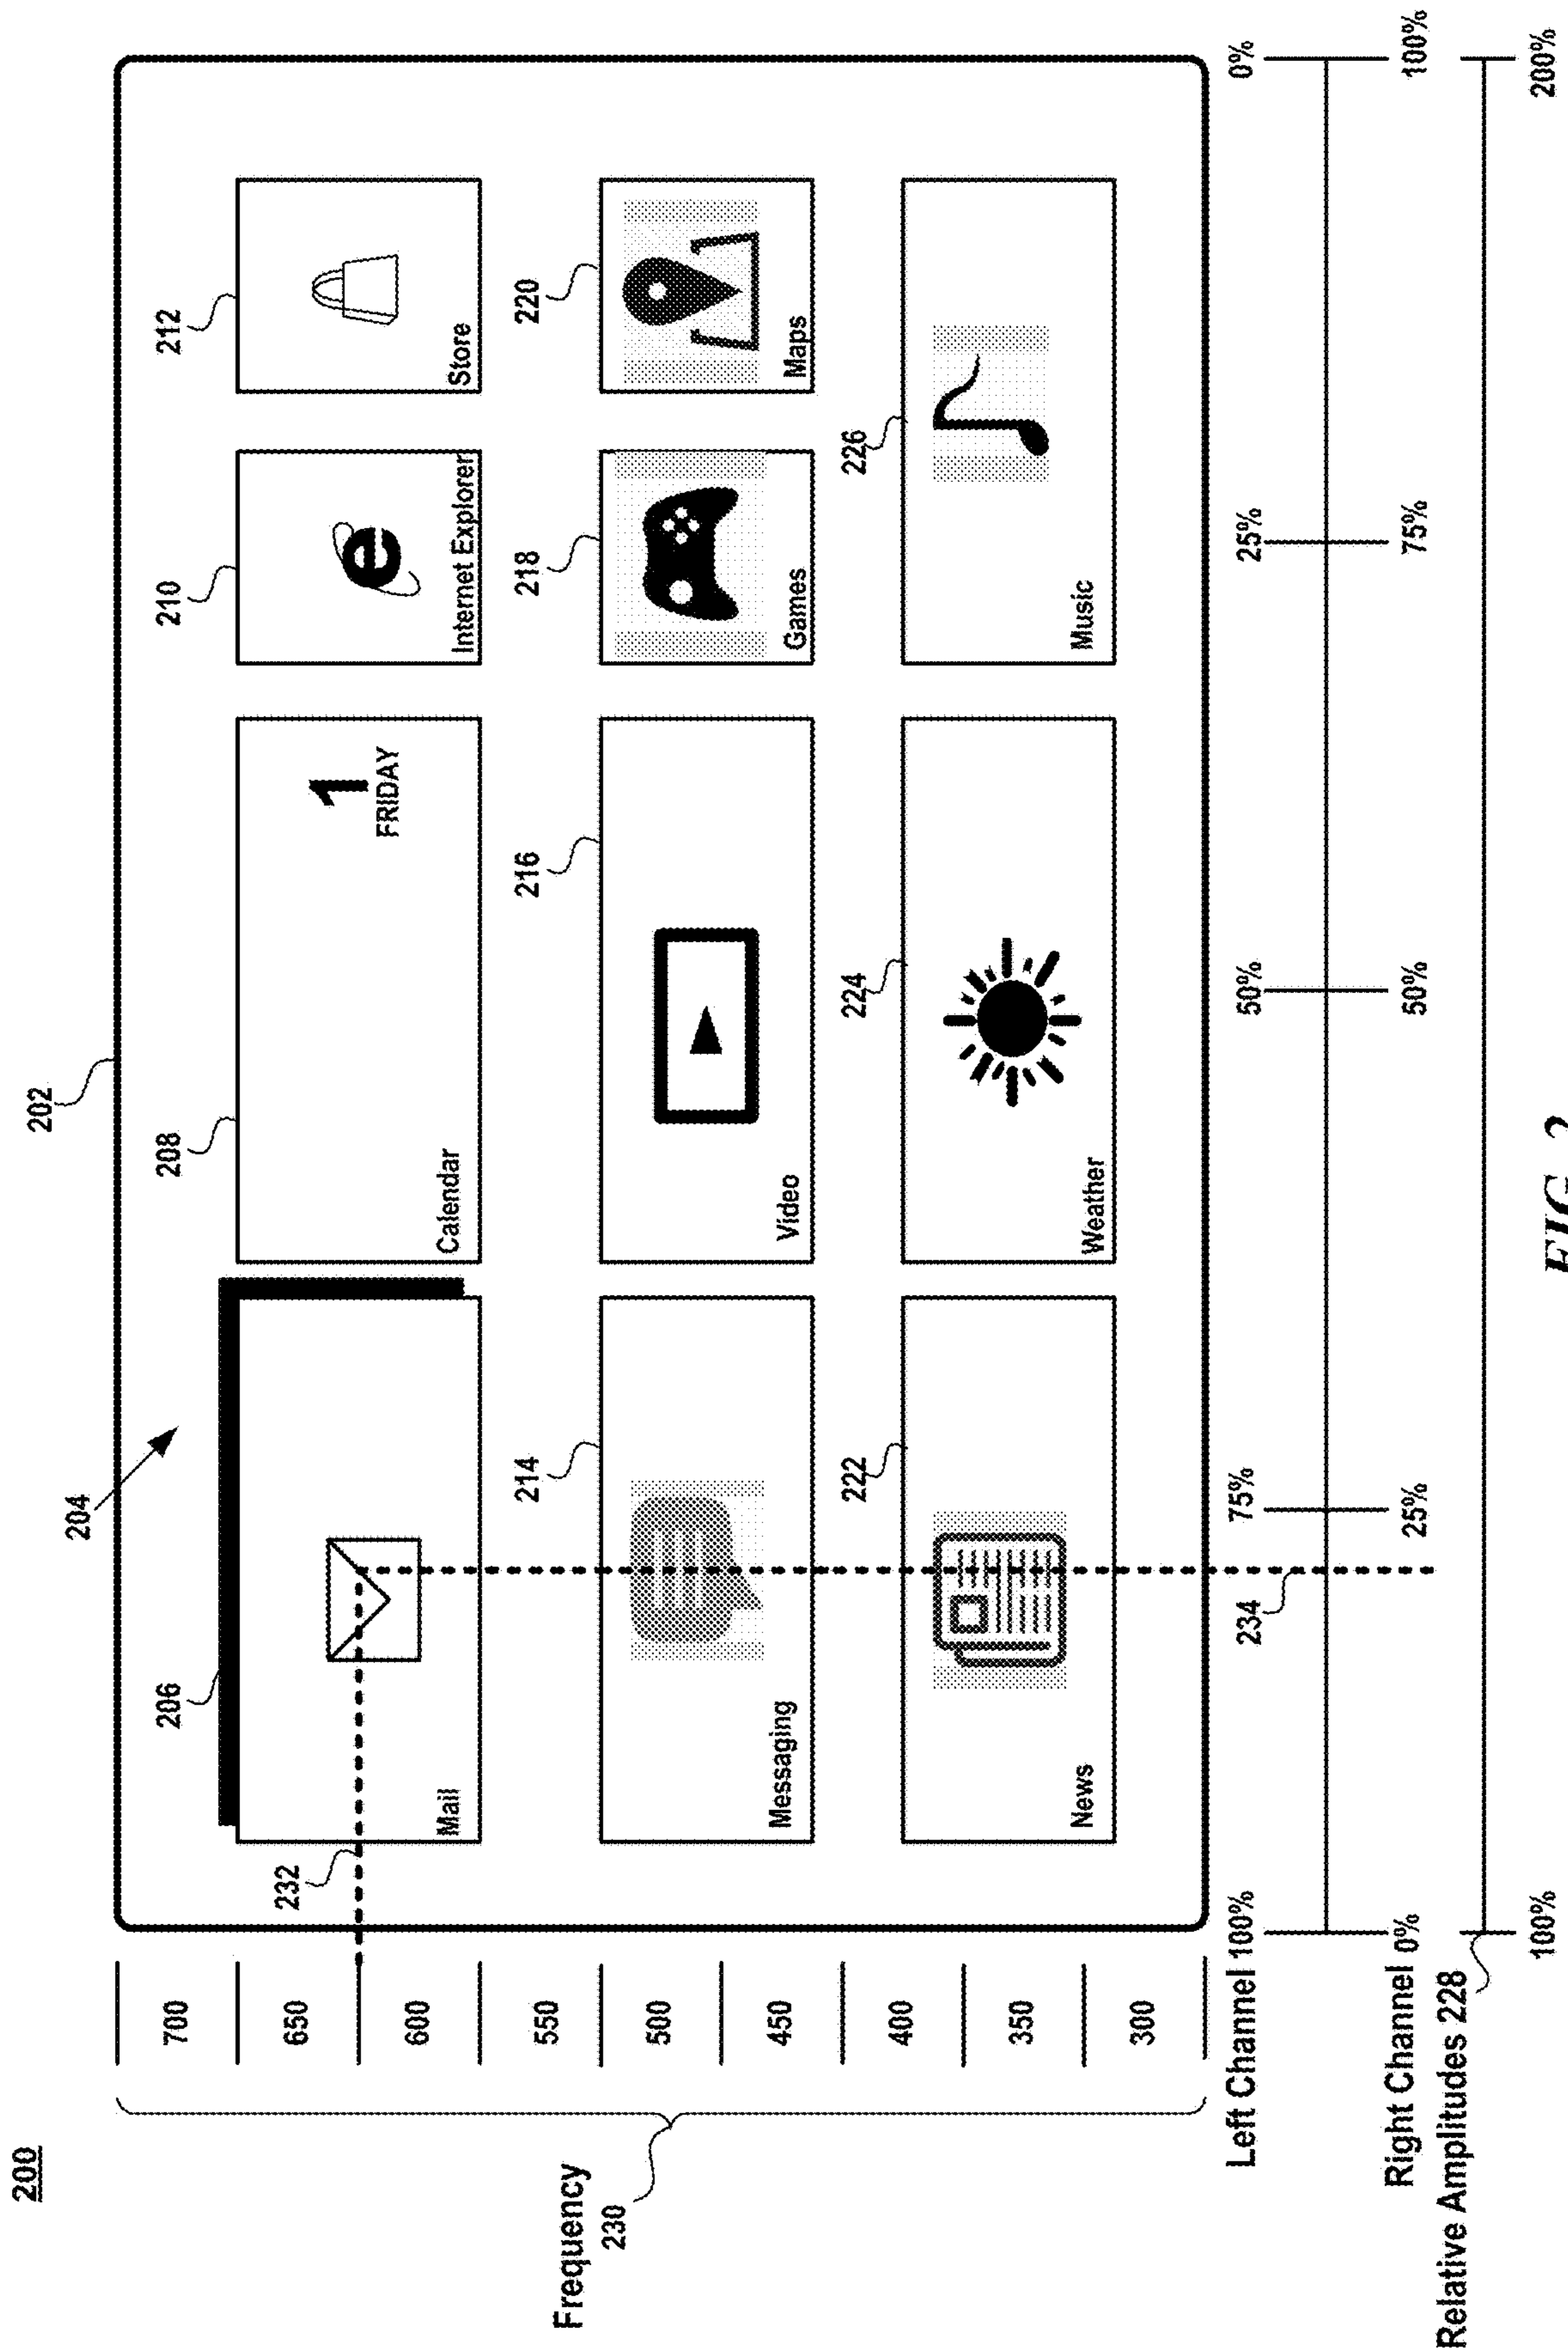 200
202
204
206
208
210
212
Mail
Calendar
1
FRIDAY
Internet Explorer
Store
232
214
216
218
220
Messaging
Video
Games
Maps
222
224
226
News
Weather
Music
Frequency
230
700
650
600
550
500
450
400
350
300
Left Channel 100%
75%
50%
25%
0%
234
Right Channel 0%
25%
50%
75%
100%
Relative Amplitudes 228
100%
200%
FIG. 2